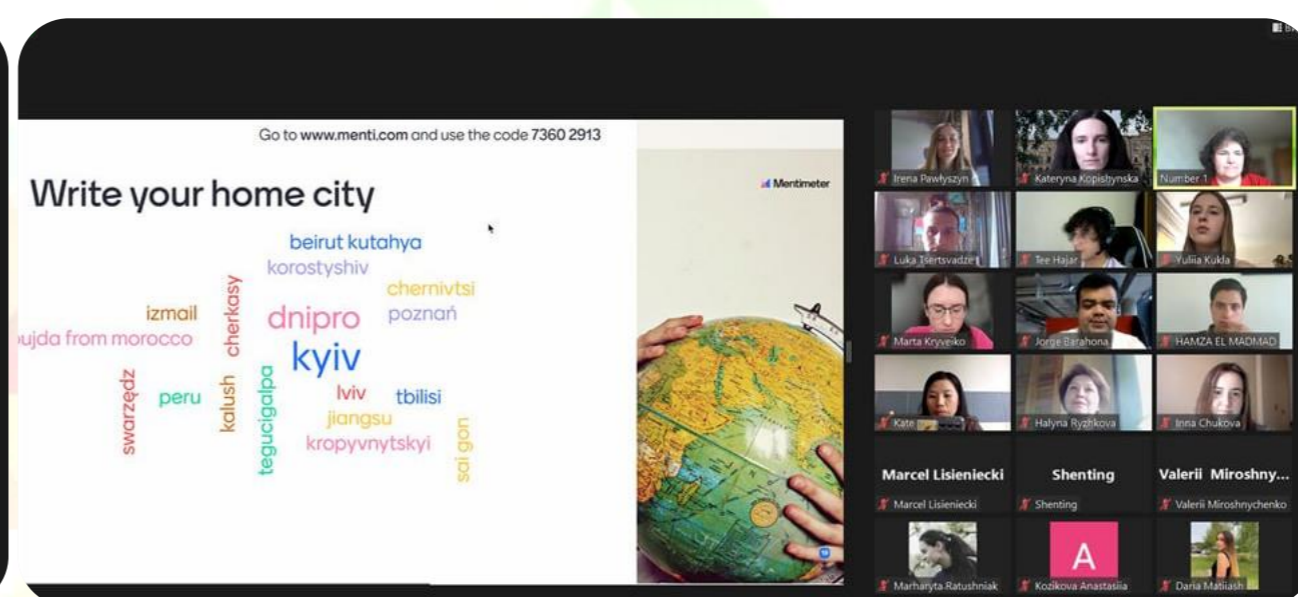 Go to www.menti.com and use the code 7360 2913
Write your home city
Mentimeter
beirut kutahya
korostyshiv
chernivtsi
izmail
cherkasy
dnipro
poznań
from morocco
kyiv
swarzędz
peru
kalush
tegucigalpa
lviv
tbilisi
jiangsu
kropyvnytskyi
sai gon
Irena Pawłyszyn
Kateryna Kopishynska
Number 1
Luka Tsertsvadze
Tee Hajar
Yuliia Kukla
Marta Kryveiko
Jorge Barahona
HAMZA EL MADMAD
Kate
Halyna Ryzhkova
Inna Chukova
Marcel Lisieniecki
Shenting
Valerii Miroshny...
Marcel Lisieniecki
Shenting
Valerii Miroshnychenko
A
Marharyta Ratushniak
Kozikova Anastasiia
Daria Matiiash